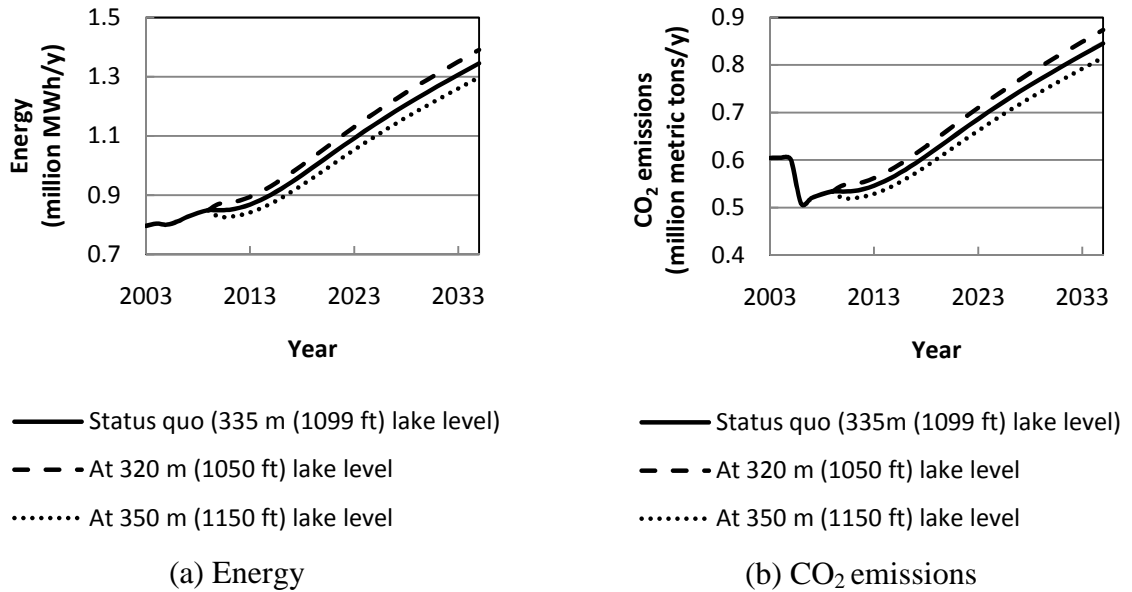 Energy
(million MWh/y)
1.5
1.3
1.1
0.9
0.7
2003 2013 2023 2033
Year
Status quo (335 m (1099 ft) lake level)
At 320 m (1050 ft) lake level
At 350 m (1150 ft) lake level
(a) Energy
CO2 emissions
(million metric tons/y)
0.9
0.8
0.7
0.6
0.5
0.4
2003 2013 2023 2033
Year
Status quo (335m (1099 ft) lake level)
At 320 m (1050 ft) lake level
At 350 m (1150 ft) lake level
(b) CO2 emissions